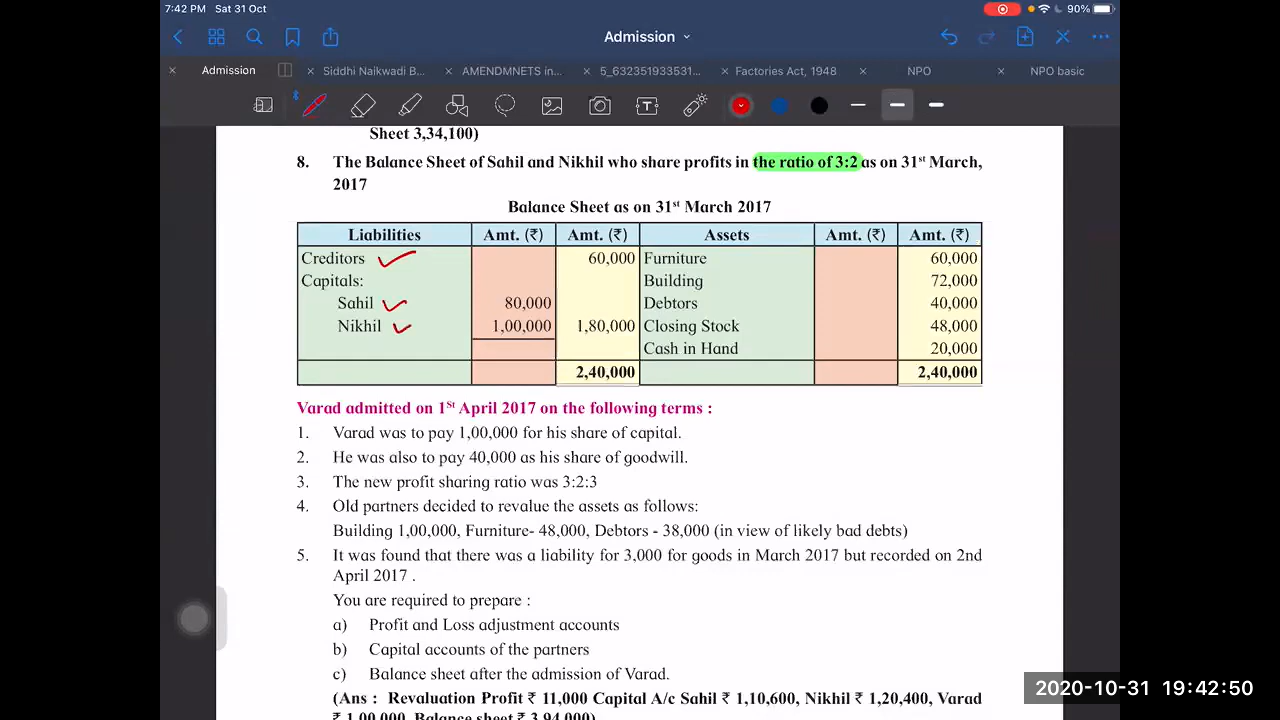 7:42 PM Sat 31 Oct
90%
Admission
Admission
Siddhi Naikwadi B...
AMENDMNETS in...
5_632351933531...
Factories Act, 1948
NPO
NPO basic
T
Sheet 3,34,100)
8. The Balance Sheet of Sahil and Nikhil who share profits in the ratio of 3:2 as on 31st March,
2017
Balance Sheet as on 31st March 2017
Liabilities Amt. (₹) Amt. (₹) Assets Amt. (₹) Amt. (₹)
Creditors 60,000 Furniture 60,000
Capitals: Building 72,000
Sahil 80,000 Debtors 40,000
Nikhil 1,00,000 1,80,000 Closing Stock 48,000
Cash in Hand 20,000
2,40,000 2,40,000
Varad admitted on 1St April 2017 on the following terms :
1. Varad was to pay 1,00,000 for his share of capital.
2. He was also to pay 40,000 as his share of goodwill.
3. The new profit sharing ratio was 3:2:3
4. Old partners decided to revalue the assets as follows:
Building 1,00,000, Furniture- 48,000, Debtors - 38,000 (in view of likely bad debts)
5. It was found that there was a liability for 3,000 for goods in March 2017 but recorded on 2nd
April 2017 .
You are required to prepare :
a) Profit and Loss adjustment accounts
b) Capital accounts of the partners
c) Balance sheet after the admission of Varad.
(Ans : Revaluation Profit ₹ 11,000 Capital A/c Sahil ₹ 1,10,600, Nikhil ₹ 1,20,400, Varad
₹ 1,00,000, Balance sheet ₹ 3,94,000)
2020-10-31 19:42:50